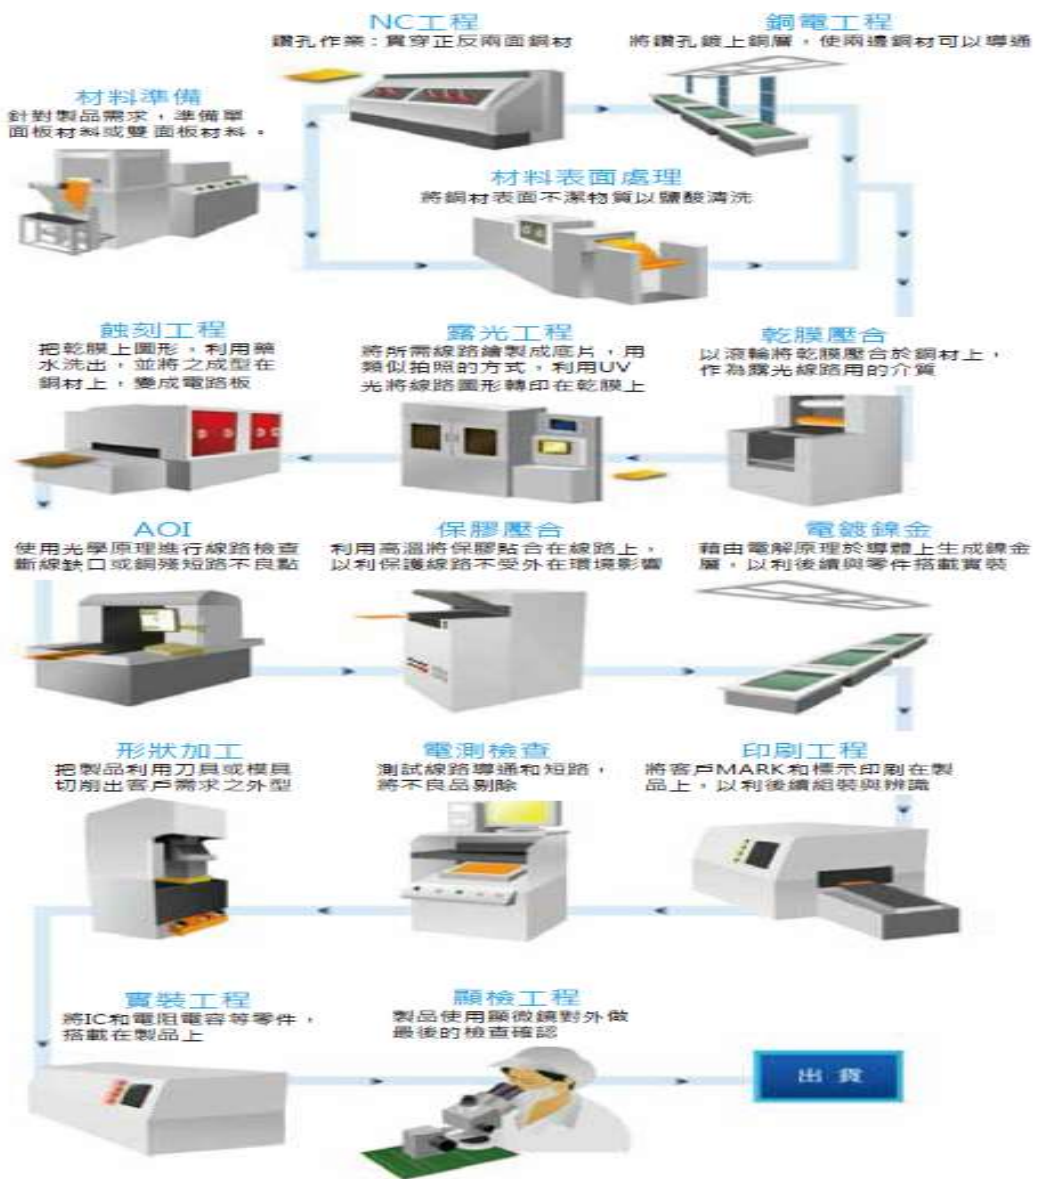 NC工程
鑽孔作業：貫穿正反兩面銅材
銅電工程
將鑽孔鍍上銅層，使兩邊銅材可以導通
材料準備
針對製品需求，準備單
面板材料或雙面板材料。
材料表面處理
將銅材表面不潔物質以鹽酸清洗
蝕刻工程
把乾膜上圖形，利用藥
水洗出，並將之成型在
銅材上，變成電路板
露光工程
將所需線路繪製成底片，用
類似拍照的方式，利用UV
光將線路圖形轉印在乾膜上
乾膜壓合
以滾輪將乾膜壓合於銅材上，
作為露光線路用的介質
AOI
使用光學原理進行線路檢查
斷線缺口或銅殘短路不良點
保膠壓合
利用高溫將保膠黏合在線路上，
以利保護線路不受外在環境影響
電鍍鎳金
藉由電解原理於導體上生成鎳金
層，以利後續與零件搭載實裝
形狀加工
把製品利用刀具或模具
切削出客戶需求之外型
電測檢查
測試線路導通和短路，
將不良品剔除
印刷工程
將客戶MARK和標示印刷在製
品上，以利後續組裝與辨識
實裝工程
將IC和電阻電容等零件，
搭載在製品上
顯檢工程
製品使用顯微鏡對外做
最後的檢查確認
出貨